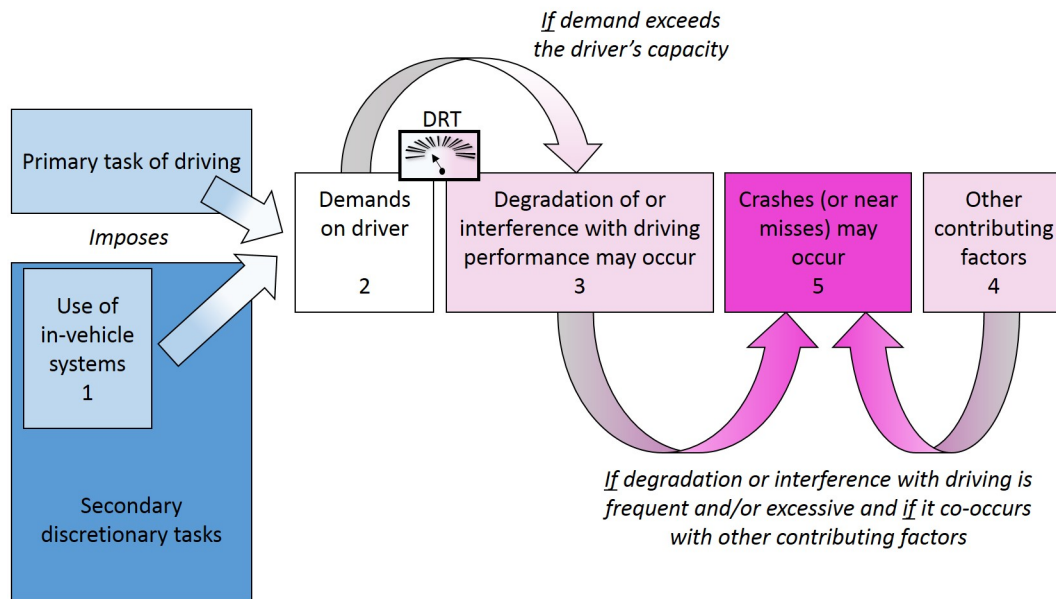 If demand exceeds
the driver's capacity
DRT
Primary task of driving
Imposes
Use of
in-vehicle
systems
1
Secondary
discretionary tasks
Demands
on driver
2
Degradation of or
interference with driving
performance may occur
3
Crashes (or near
misses) may
occur
5
Other
contributing
factors
4
If degradation or interference with driving is
frequent and/or excessive and if it co-occurs
with other contributing factors